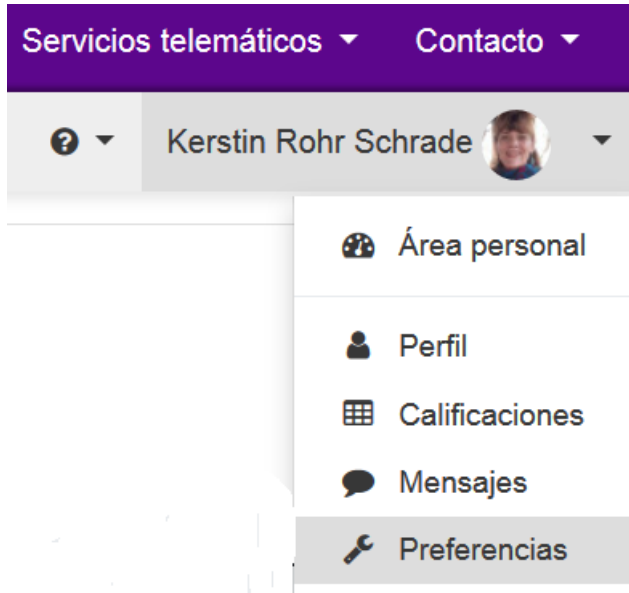 Servicios telemáticos Contacto
Kerstin Rohr Schrade
Área personal
Perfil
Calificaciones
Mensajes
Preferencias